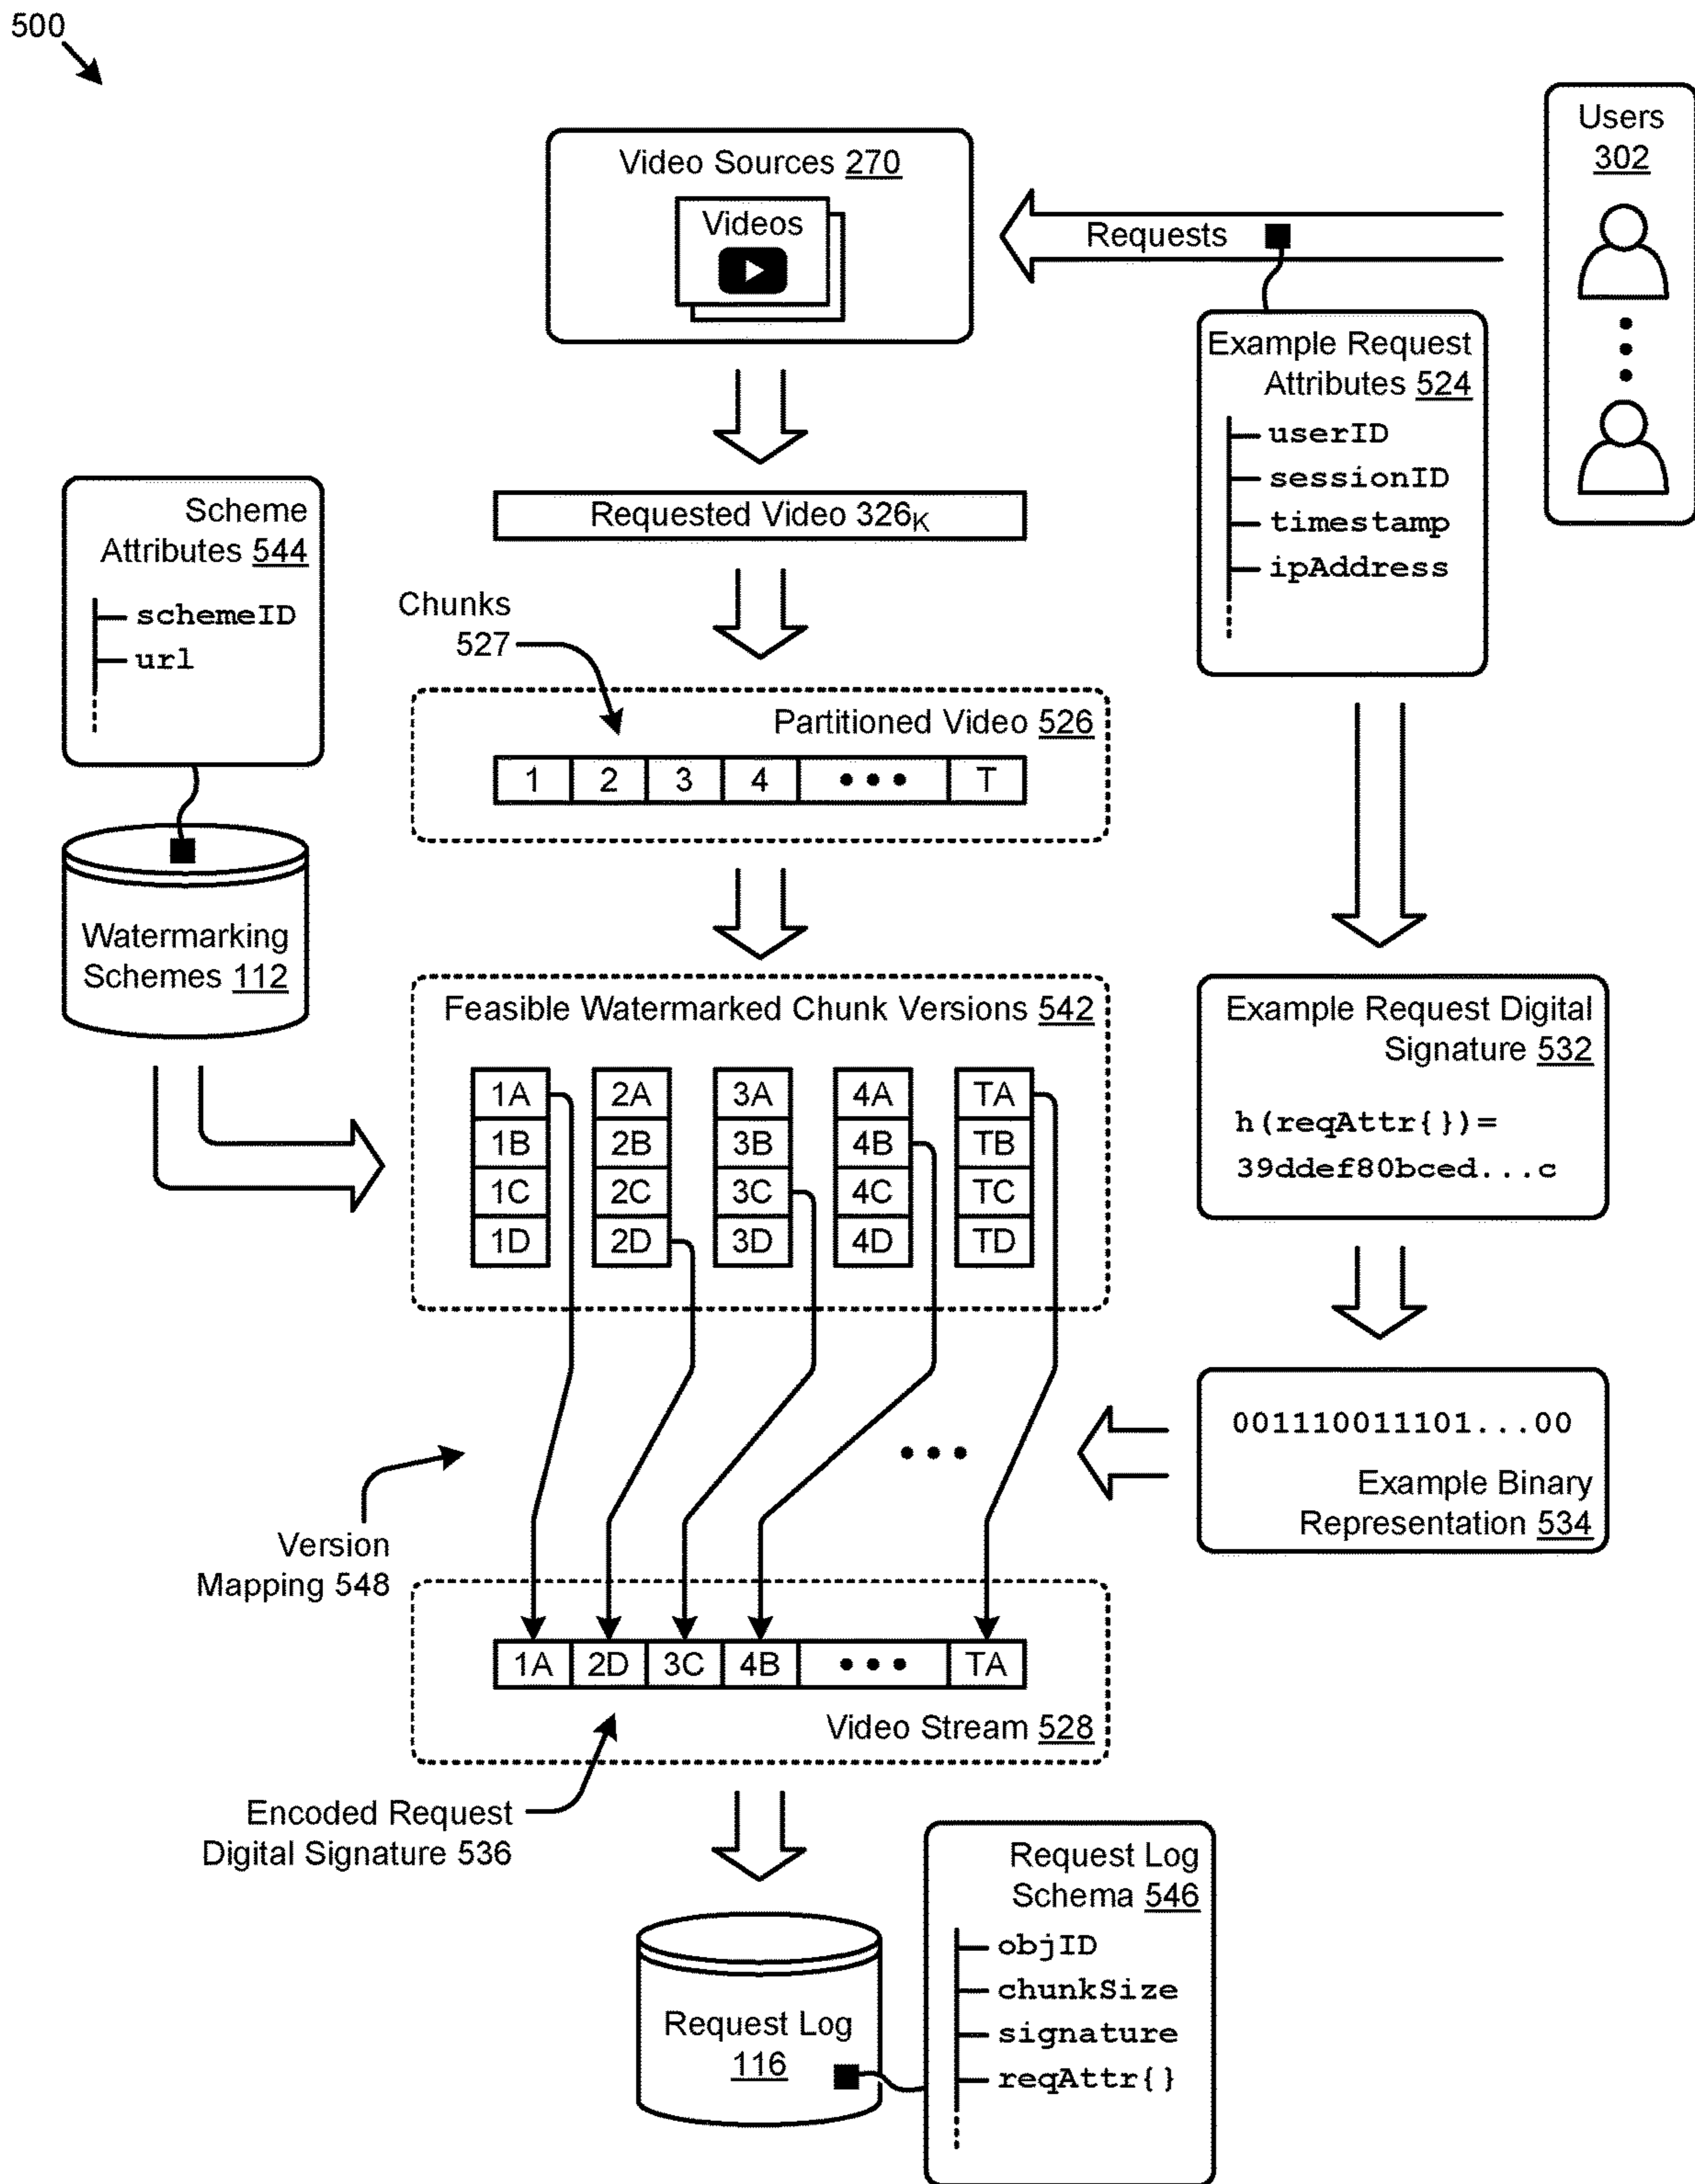 500
Users
302
Video Sources 270
Videos
Requests
Example Request
Attributes 524
userID
sessionID
timestamp
ipAddress
Scheme
Attributes 544
schemeID
url
Requested Video 326K
Chunks
527
Partitioned Video 526
1 2 3 4 ••• T
Watermarking
Schemes 112
Feasible Watermarked Chunk Versions 542
1A 2A 3A 4A TA
1B 2B 3B 4B TB
1C 2C 3C 4C TC
1D 2D 3D 4D TD
Example Request Digital
Signature 532
h(reqAttr{})=
39ddef80bced...c
001110011101...00
Example Binary
Representation 534
•••
Version
Mapping 548
1A 2D 3C 4B ••• TA
Video Stream 528
Encoded Request
Digital Signature 536
Request Log
116
Request Log
Schema 546
objID
chunkSize
signature
reqAttr{}